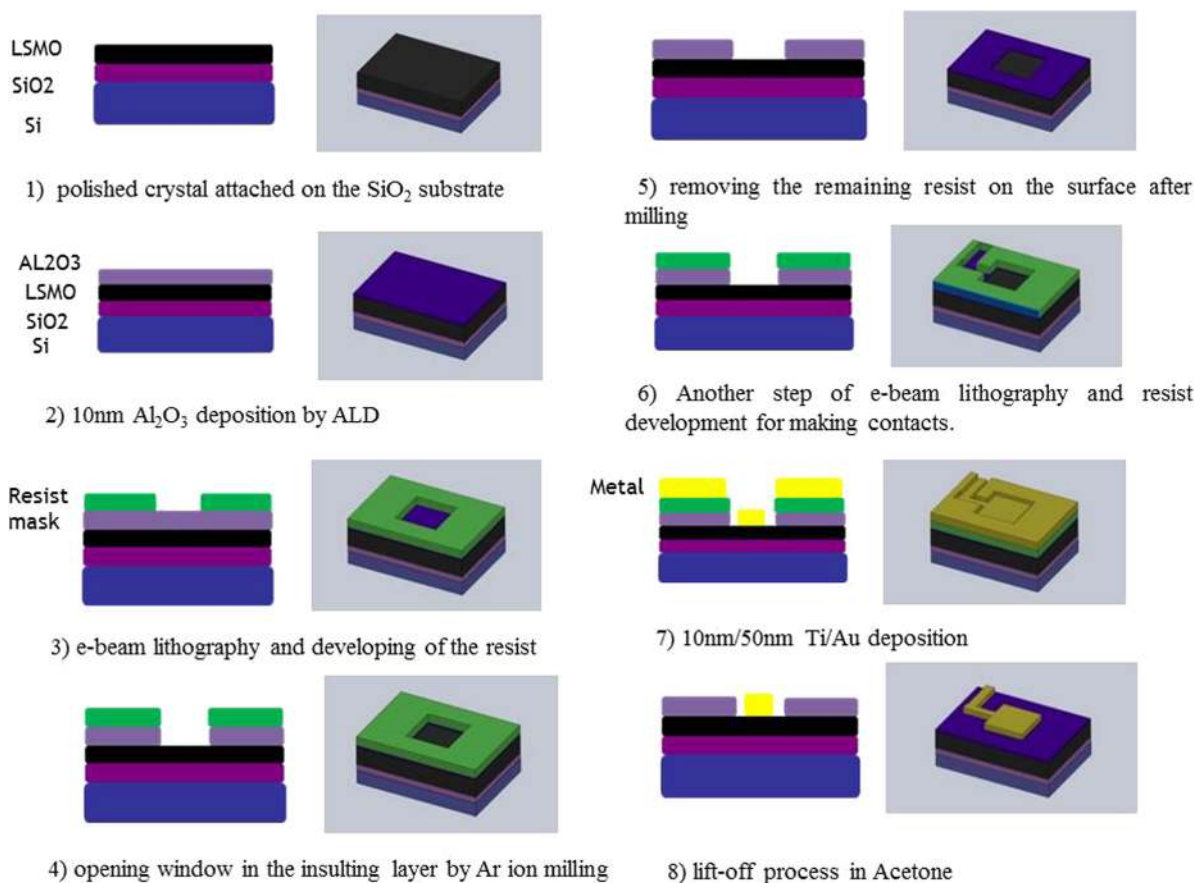 LSMO
SiO2
Si
1) polished crystal attached on the SiO₂ substrate
AL2O3
LSMO
SiO2
Si
2) 10nm Al₂O₃ deposition by ALD
Resist
mask
3) e-beam lithography and developing of the resist
4) opening window in the insulting layer by Ar ion milling
5) removing the remaining resist on the surface after
milling
6) Another step of e-beam lithography and resist
development for making contacts.
Metal
7) 10nm/50nm Ti/Au deposition
8) lift-off process in Acetone